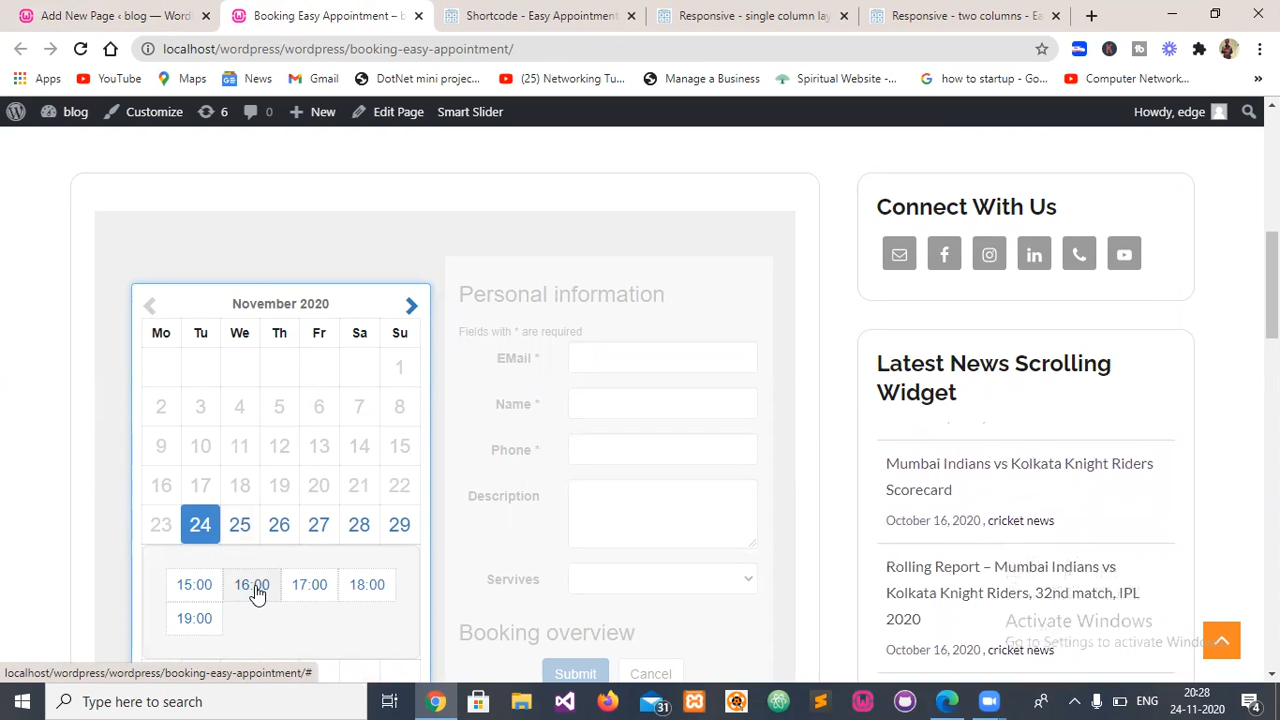 Add New Page ‹ blog — Word
Booking Easy Appointment – b
Shortcode - Easy Appointment
Responsive - single column lay
Responsive - two columns - Ea
localhost/wordpress/wordpress/booking-easy-appointment/
Apps
YouTube
Maps
News
Gmail
DotNet mini projec...
(25) Networking Tu...
Manage a Business
Spiritual Website -...
how to startup - Go...
Computer Network...
»
blog
Customize
6
0
New
Edit Page
Smart Slider
Howdy, edge
November 2020
Mo Tu We Th Fr Sa Su
1
2 3 4 5 6 7 8
9 10 11 12 13 14 15
16 17 18 19 20 21 22
23 24 25 26 27 28 29
15:00 16:00 17:00 18:00
19:00
Personal information
Fields with * are required
EMail *
Name *
Phone *
Description
Servives
Booking overview
Submit
Cancel
Connect With Us
Latest News Scrolling
Widget
Mumbai Indians vs Kolkata Knight Riders
Scorecard
October 16, 2020 , cricket news
Rolling Report – Mumbai Indians vs
Kolkata Knight Riders, 32nd match, IPL
2020
October 16, 2020 , cricket news
Activate Windows
Go to Settings to activate Windows
localhost/wordpress/wordpress/booking-easy-appointment/#
Type here to search
31
ENG
20:28
24-11-2020
4